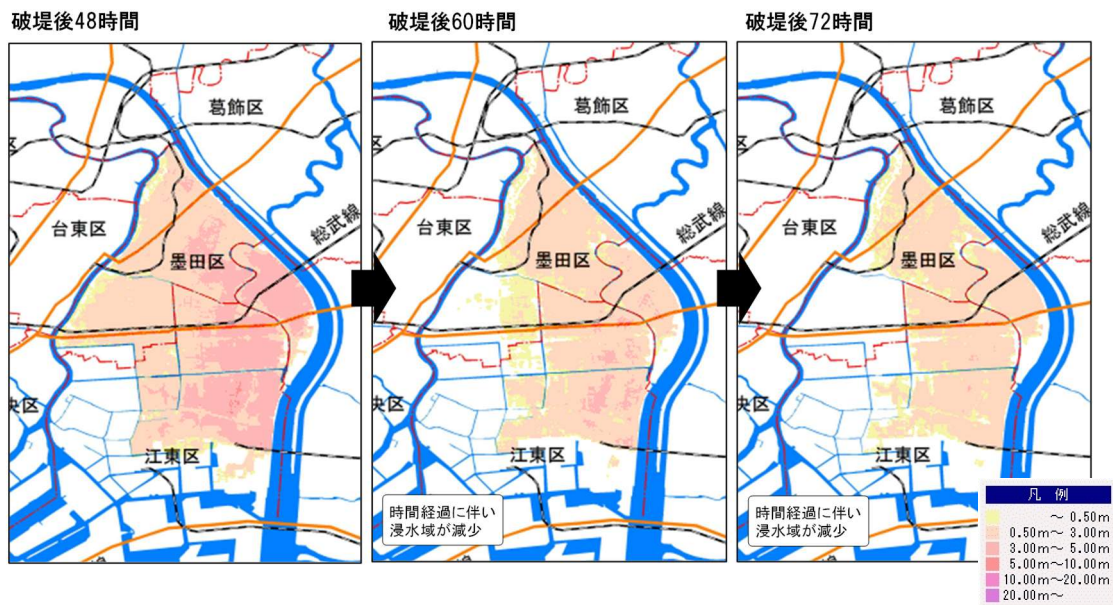 破堤後48時間
破堤後60時間
破堤後72時間
葛飾区
台東区
総武線
墨田区
央区
江東区
区
葛飾区
台東区
総武線
墨田区
央区
江東区
時間経過に伴い
浸水域が減少
区
葛飾区
台東区
総武線
墨田区
央区
江東区
時間経過に伴い
浸水域が減少
凡 例
～ 0.50m
0.50m～ 3.00m
3.00m～ 5.00m
5.00m～10.00m
10.00m～20.00m
20.00m～